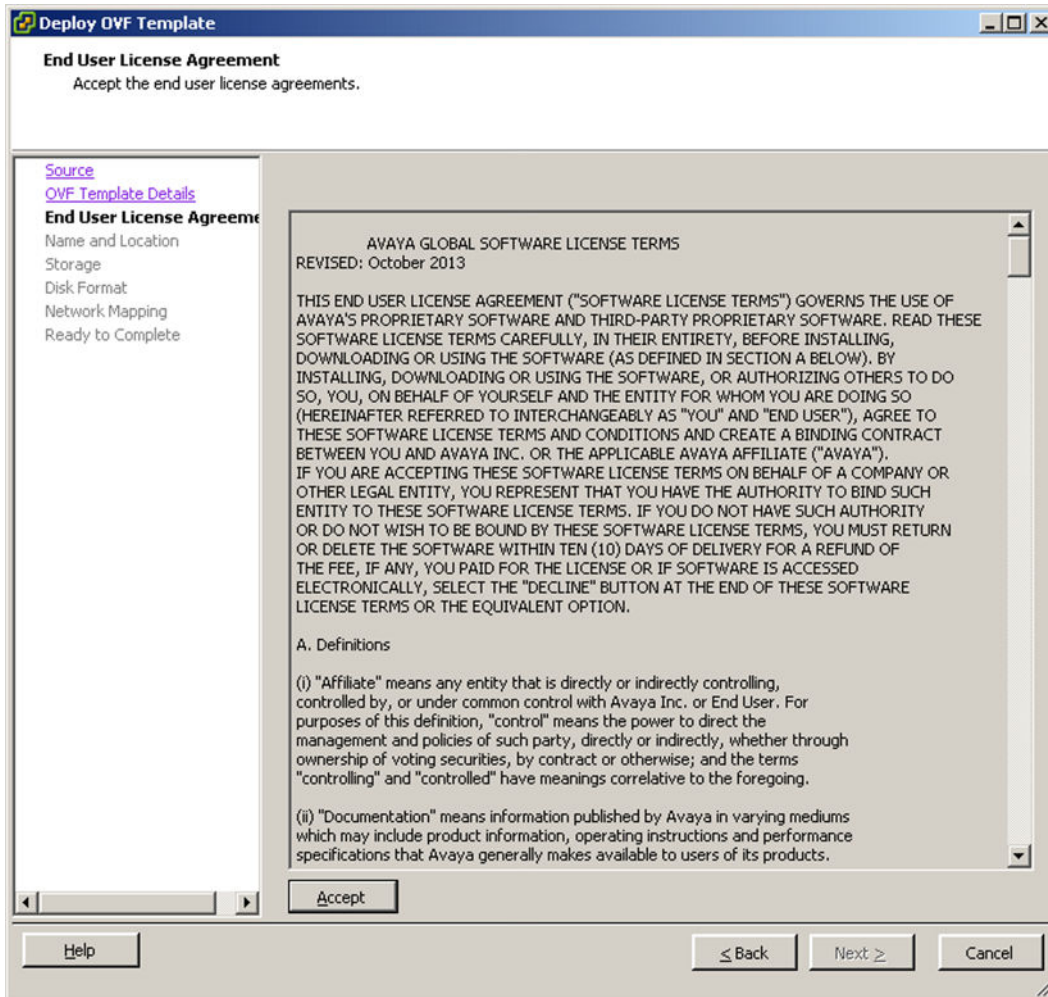 Deploy OVF Template
End User License Agreement
Accept the end user license agreements.
Source
OVF Template Details
End User License Agreeme
Name and Location
Storage
Disk Format
Network Mapping
Ready to Complete
AVAYA GLOBAL SOFTWARE LICENSE TERMS
REVISED: October 2013
THIS END USER LICENSE AGREEMENT ("SOFTWARE LICENSE TERMS") GOVERNS THE USE OF
AVAYA'S PROPRIETARY SOFTWARE AND THIRD-PARTY PROPRIETARY SOFTWARE. READ THESE
SOFTWARE LICENSE TERMS CAREFULLY, IN THEIR ENTIRETY, BEFORE INSTALLING,
DOWNLOADING OR USING THE SOFTWARE (AS DEFINED IN SECTION A BELOW). BY
INSTALLING, DOWNLOADING OR USING THE SOFTWARE, OR AUTHORIZING OTHERS TO DO
SO, YOU, ON BEHALF OF YOURSELF AND THE ENTITY FOR WHOM YOU ARE DOING SO
(HEREINAFTER REFERRED TO INTERCHANGEABLY AS "YOU" AND "END USER"), AGREE TO
THESE SOFTWARE LICENSE TERMS AND CONDITIONS AND CREATE A BINDING CONTRACT
BETWEEN YOU AND AVAYA INC. OR THE APPLICABLE AVAYA AFFILIATE ("AVAYA").
IF YOU ARE ACCEPTING THESE SOFTWARE LICENSE TERMS ON BEHALF OF A COMPANY OR
OTHER LEGAL ENTITY, YOU REPRESENT THAT YOU HAVE THE AUTHORITY TO BIND SUCH
ENTITY TO THESE SOFTWARE LICENSE TERMS. IF YOU DO NOT HAVE SUCH AUTHORITY
OR DO NOT WISH TO BE BOUND BY THESE SOFTWARE LICENSE TERMS, YOU MUST RETURN
OR DELETE THE SOFTWARE WITHIN TEN (10) DAYS OF DELIVERY FOR A REFUND OF
THE FEE, IF ANY, YOU PAID FOR THE LICENSE OR IF SOFTWARE IS ACCESSED
ELECTRONICALLY, SELECT THE "DECLINE" BUTTON AT THE END OF THESE SOFTWARE
LICENSE TERMS OR THE EQUIVALENT OPTION.
A. Definitions
(i) "Affiliate" means any entity that is directly or indirectly controlling,
controlled by, or under common control with Avaya Inc. or End User. For
purposes of this definition, "control" means the power to direct the
management and policies of such party, directly or indirectly, whether through
ownership of voting securities, by contract or otherwise; and the terms
"controlling" and "controlled" have meanings correlative to the foregoing.
(ii) "Documentation" means information published by Avaya in varying mediums
which may include product information, operating instructions and performance
specifications that Avaya generally makes available to users of its products.
Accept
Help
< Back
Next >
Cancel